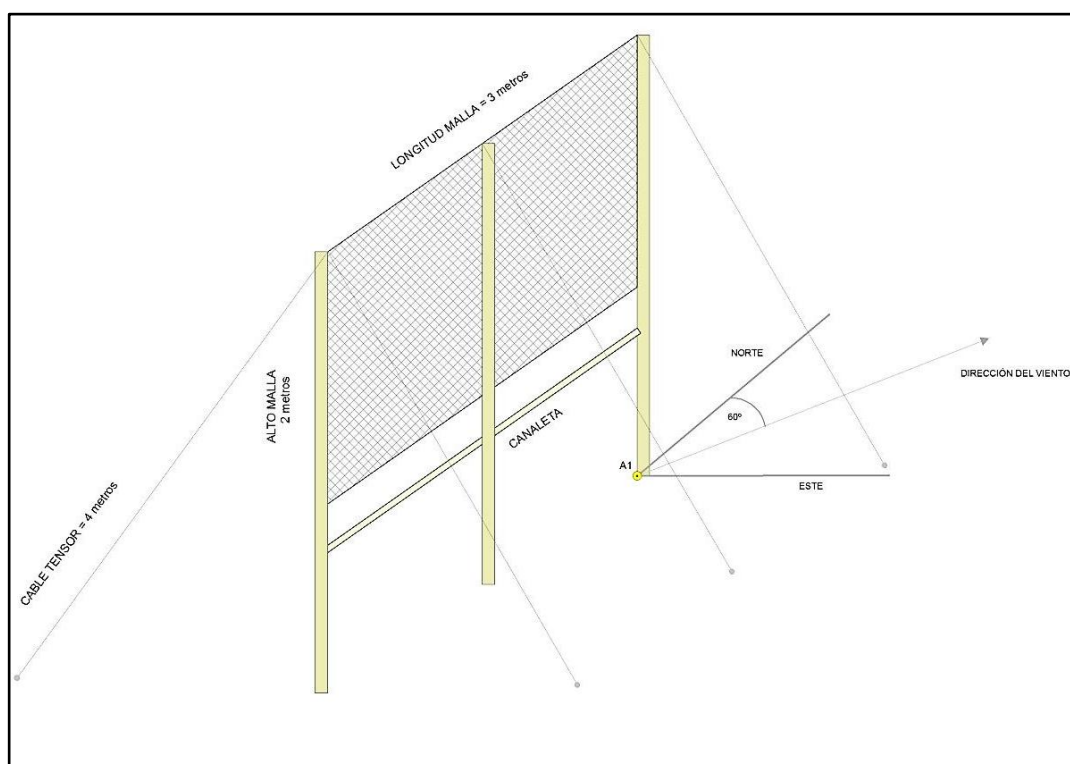 LONGITUD MALLA = 3 metros
ALTO MALLA
2 metros
CANALETA
CABLE TENSOR = 4 metros
NORTE
DIRECCIÓN DEL VIENTO
60º
A1
ESTE